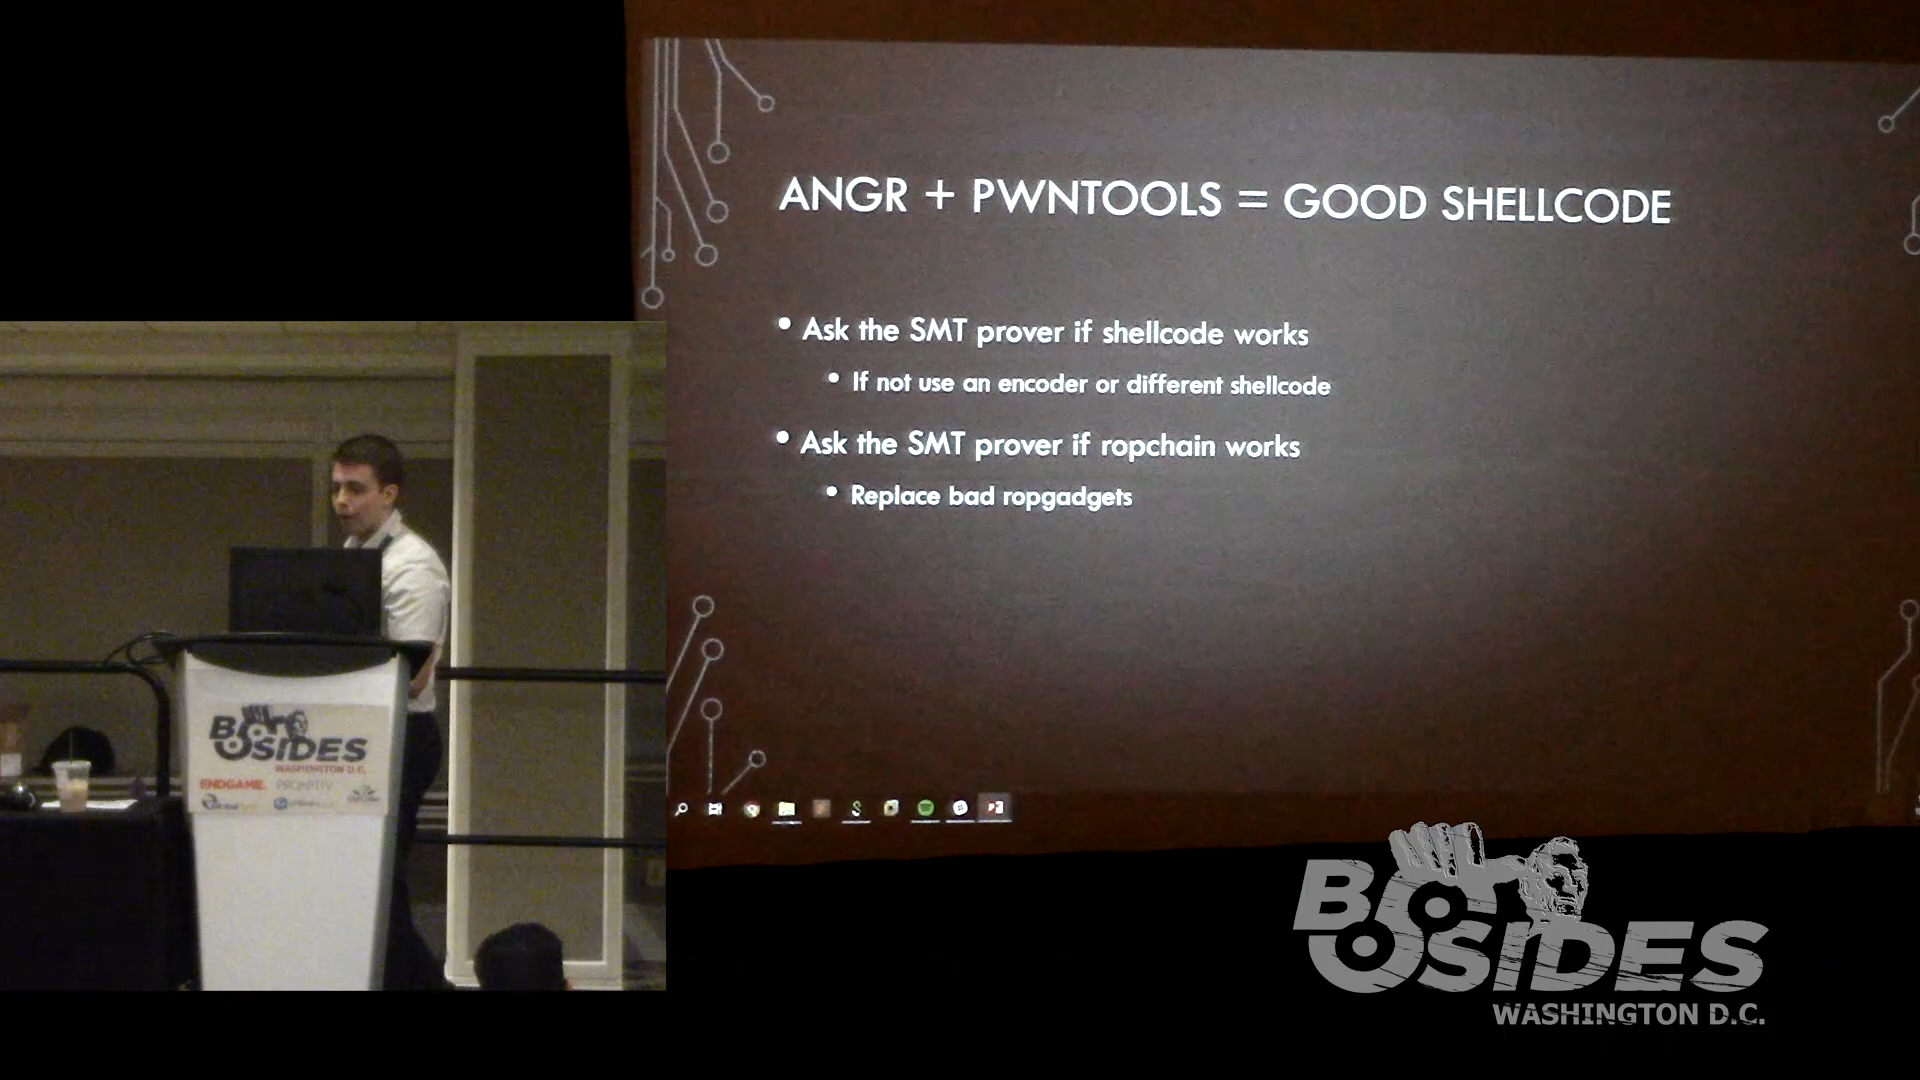 ANGR + PWNTOOLS = GOOD SHELLCODE
• Ask the SMT prover if shellcode works
• If not use an encoder or different shellcode
• Ask the SMT prover if ropchain works
• Replace bad ropgadgets
BSIDES
WASHINGTON D.C.
ENDGAME.
BSIDES
WASHINGTON D.C.